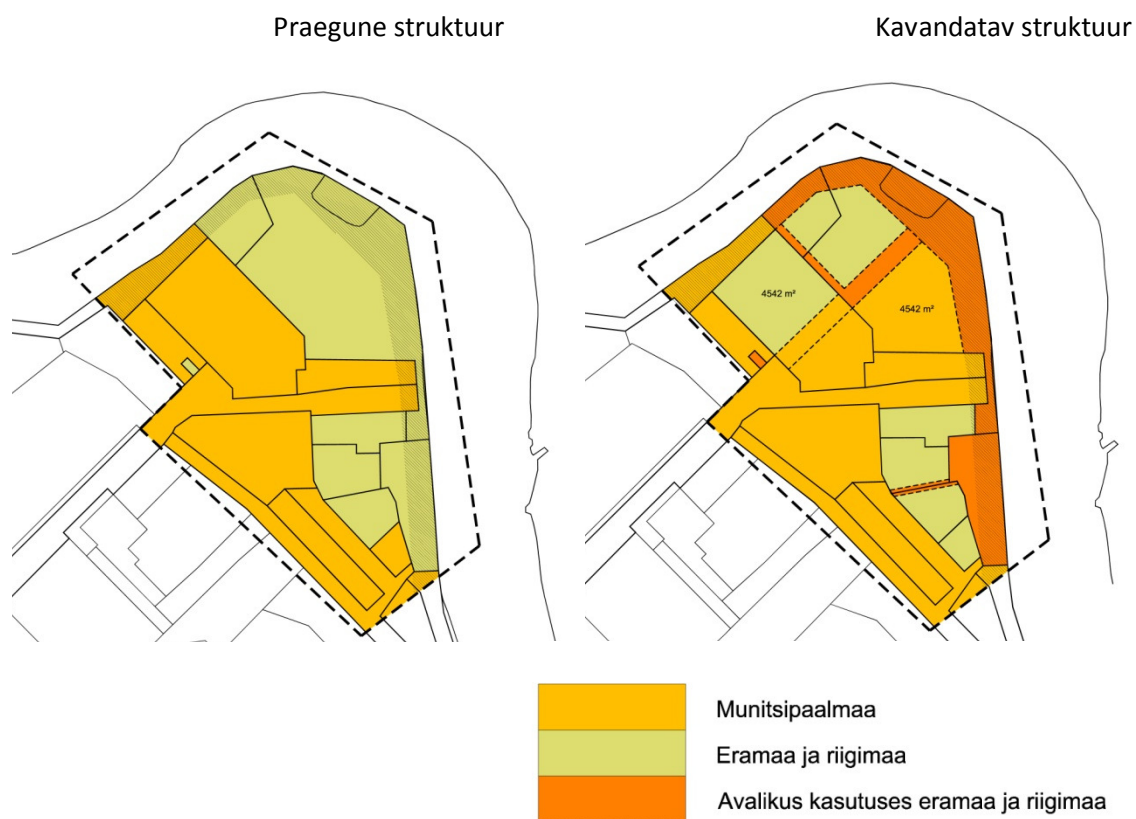 Praegune struktuur
Kavandatav struktuur
4542 m²
4542 m²
Munitsipaalmaa
Eramaa ja riigimaa
Avalikus kasutuses eramaa ja riigimaa